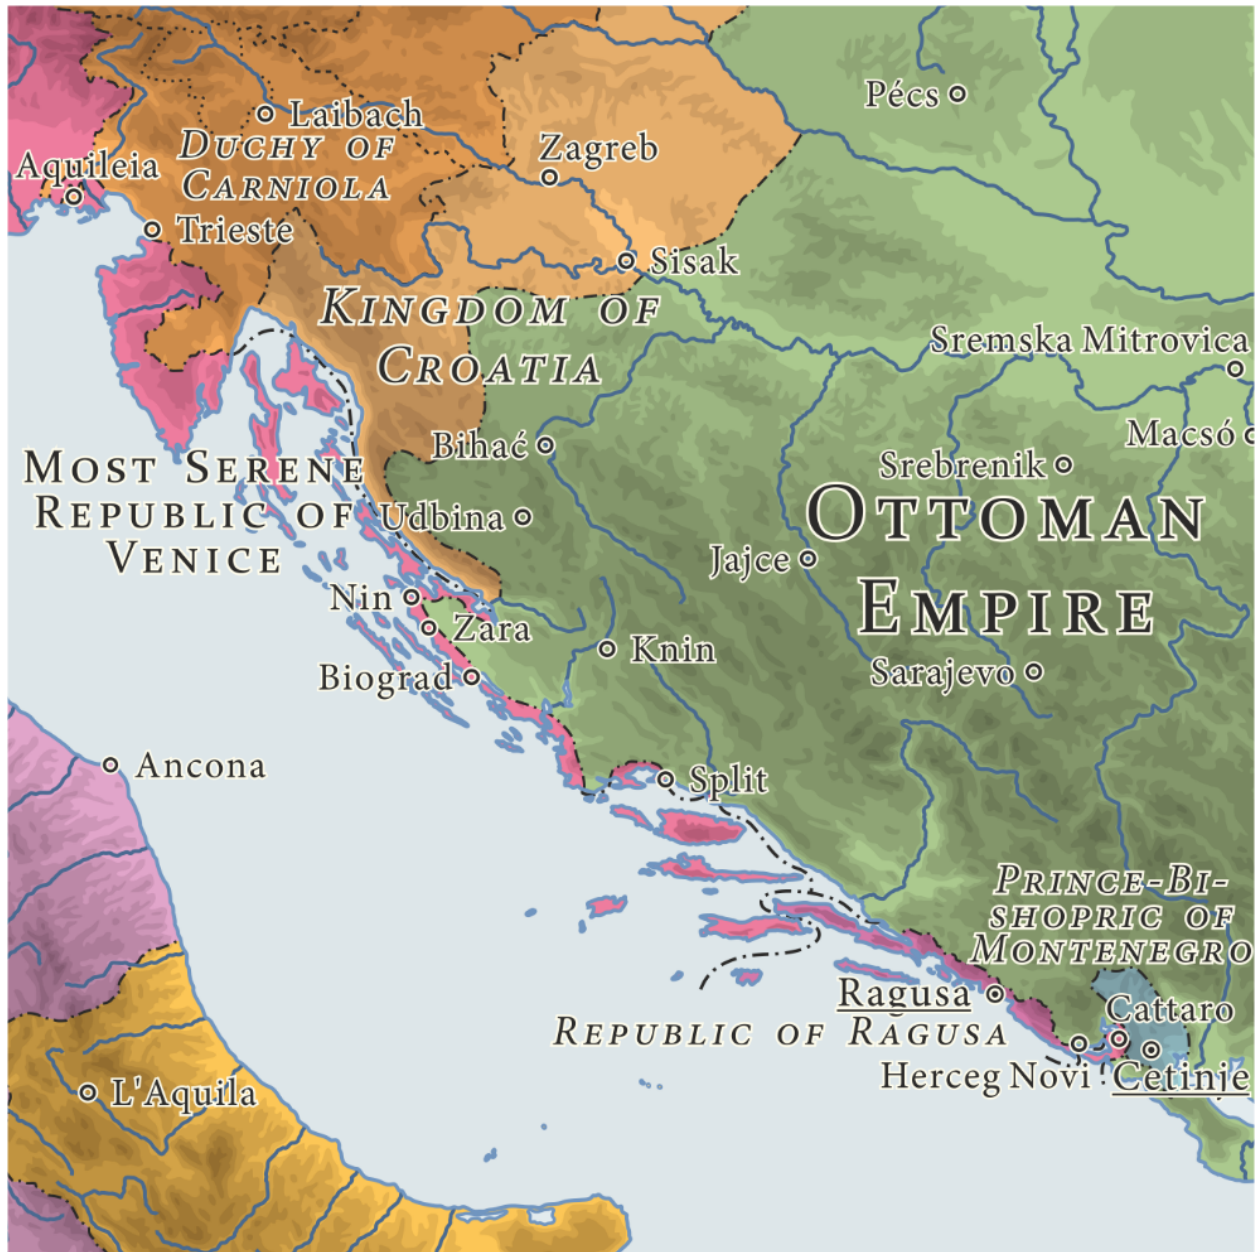 Pécs
Laibach
DUCHY OF
CARNIOLA
Zagreb
Aquileia
Trieste
Sisak
KINGDOM OF
CROATIA
Sremska Mitrovica
Bihać
Macsó
MOST SERENE
REPUBLIC OF
VENICE
Srebrenik
OTTOMAN
EMPIRE
Udbina
Jajce
Nin
Zara
Knin
Biograd
Sarajevo
Ancona
Split
PRINCE-BI-
SHOPRIC OF
MONTENEGRO
Ragusa
Cattaro
REPUBLIC OF RAGUSA
Herceg Novi
Cetinje
L'Aquila